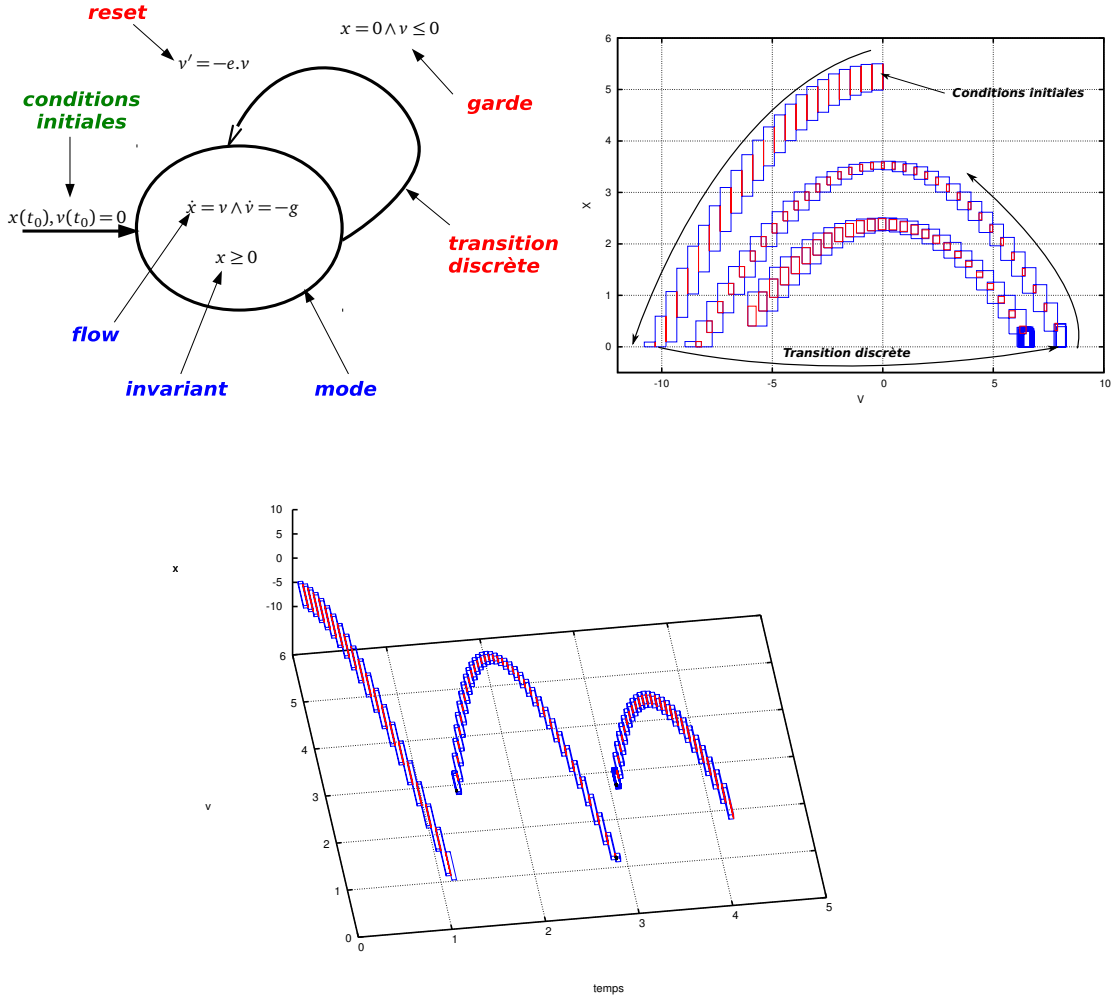 reset
x = 0 ∧ v ≤ 0
v′ = −e.v
garde
conditions
initiales
x(t₀), v(t₀) = 0
ẋ = v ∧ v̇ = −g
x ≥ 0
transition
discrète
flow
invariant
mode
6
5
4
3
2
1
0
X
Conditions initiales
Transition discrète
-10
-5
0
5
10
V
10
5
0
-5
-10
x
6
5
4
3
2
1
0
v
0
1
2
3
4
5
temps